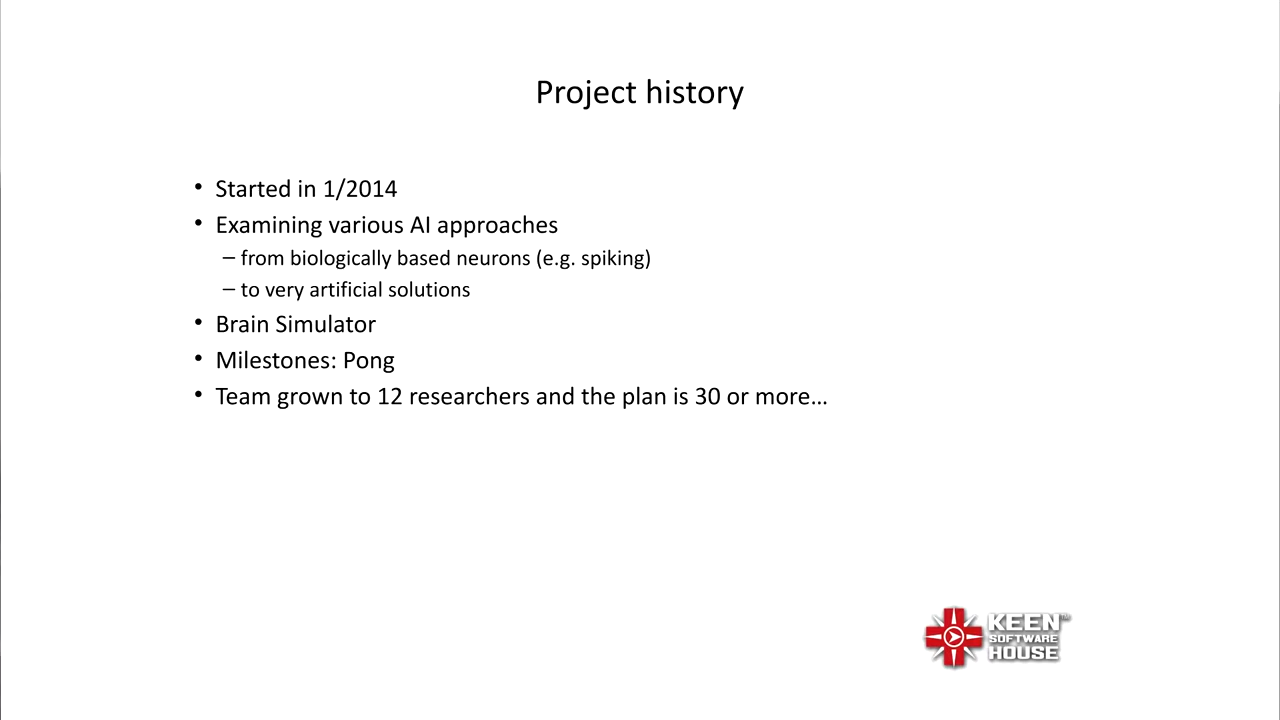 Project history
• Started in 1/2014
• Examining various AI approaches
– from biologically based neurons (e.g. spiking)
– to very artificial solutions
• Brain Simulator
• Milestones: Pong
• Team grown to 12 researchers and the plan is 30 or more…
KEEN™
SOFTWARE
HOUSE